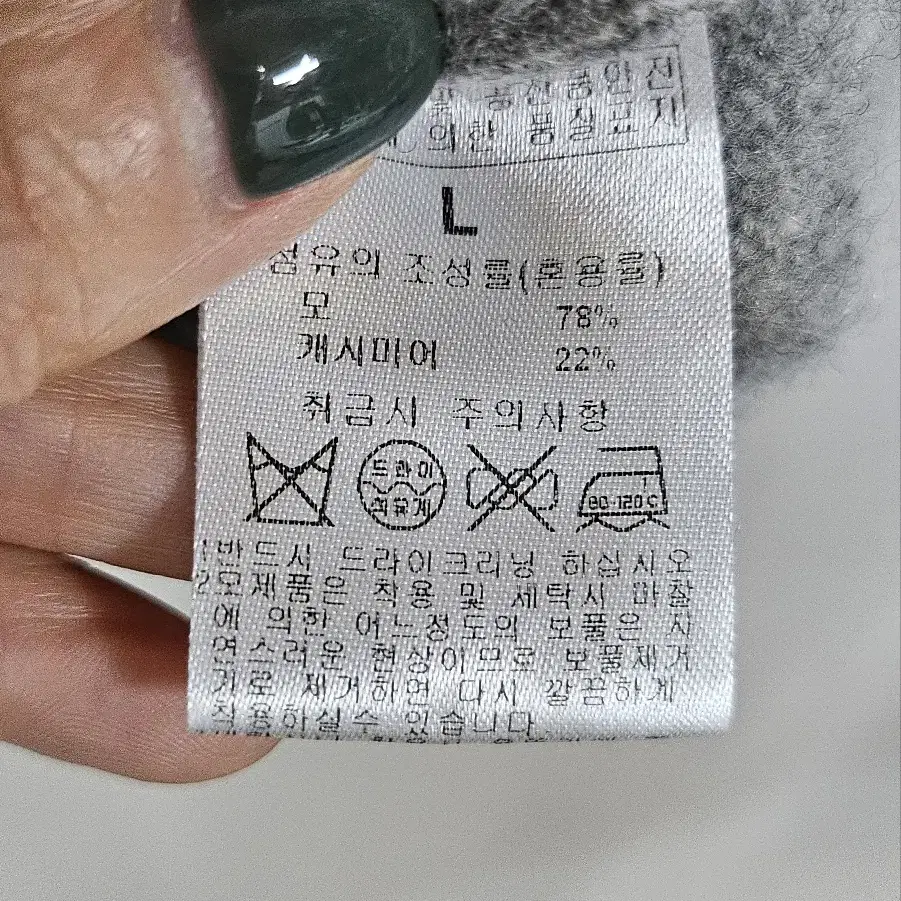 안전
의한 품질표지
L
섬유의 조성률(혼용률)
모 78%
캐시미어 22%
취급시 주의사항
드라이
석유계
80-120℃
1반드시 드라이크리닝 하십시오
2모제품은 착용 및 세탁시 마찰
에 의한 어느정도의 보풀은 자
연스러운 현상이므로 보풀제거
기로 제거하면 다시 깔끔하게
착용하실수 있습니다